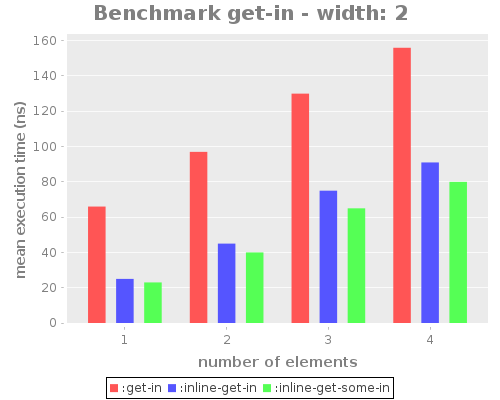 Benchmark get-in - width: 2
mean execution time (ns)
160
140
120
100
80
60
40
20
0
1 2 3 4
number of elements
:get-in :inline-get-in :inline-get-some-in